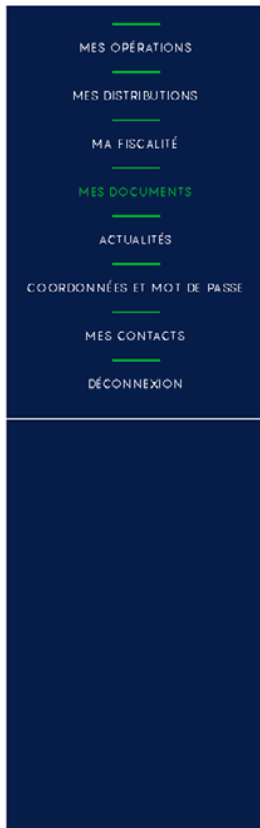 MES OPÉRATIONS
MES DISTRIBUTIONS
MA FISCALITÉ
MES DOCUMENTS
ACTUALITÉS
COORDONNÉES ET MOT DE PASSE
MES CONTACTS
DÉCONNEXION